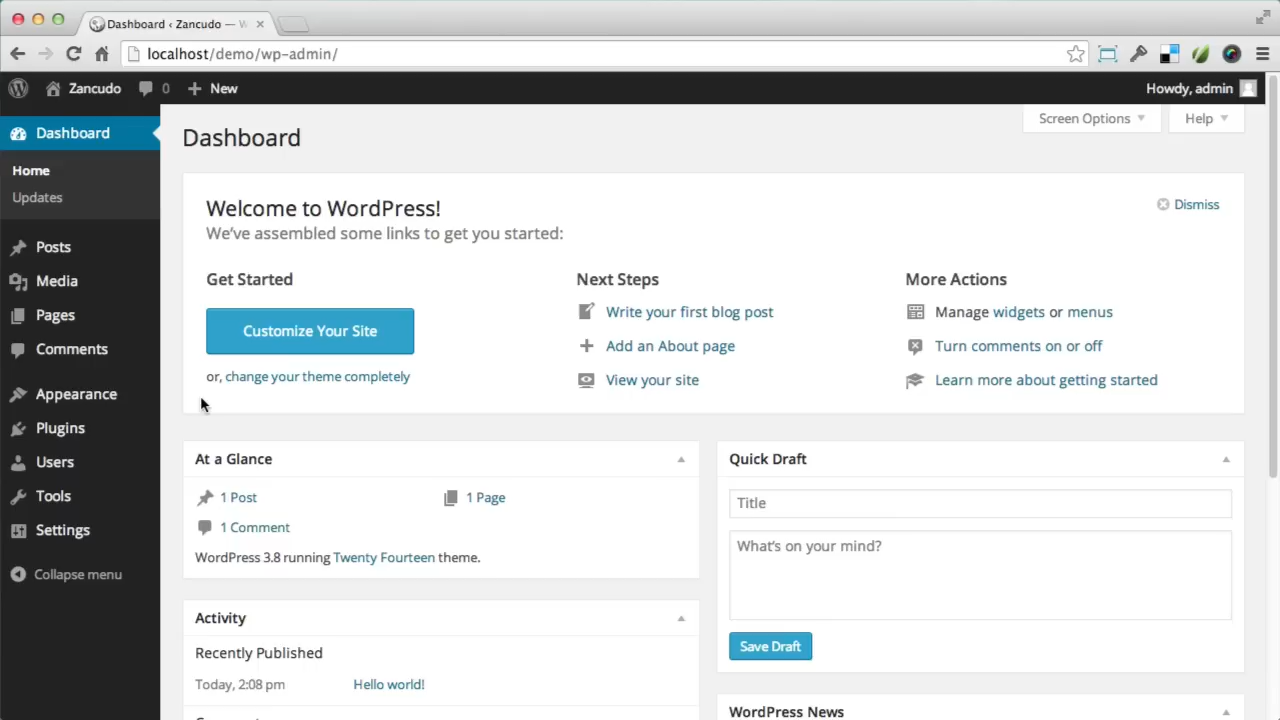 Dashboard ‹ Zancudo — W
localhost/demo/wp-admin/
Zancudo 0 New Howdy, admin
Dashboard
Home
Updates
Posts
Media
Pages
Comments
Appearance
Plugins
Users
Tools
Settings
Collapse menu
Dashboard
Screen Options Help
Welcome to WordPress!
Dismiss
We've assembled some links to get you started:
Get Started
Customize Your Site
or, change your theme completely
Next Steps
Write your first blog post
Add an About page
View your site
More Actions
Manage widgets or menus
Turn comments on or off
Learn more about getting started
At a Glance
1 Post 1 Page
1 Comment
WordPress 3.8 running Twenty Fourteen theme.
Activity
Recently Published
Today, 2:08 pm Hello world!
Quick Draft
Title
What's on your mind?
Save Draft
WordPress News